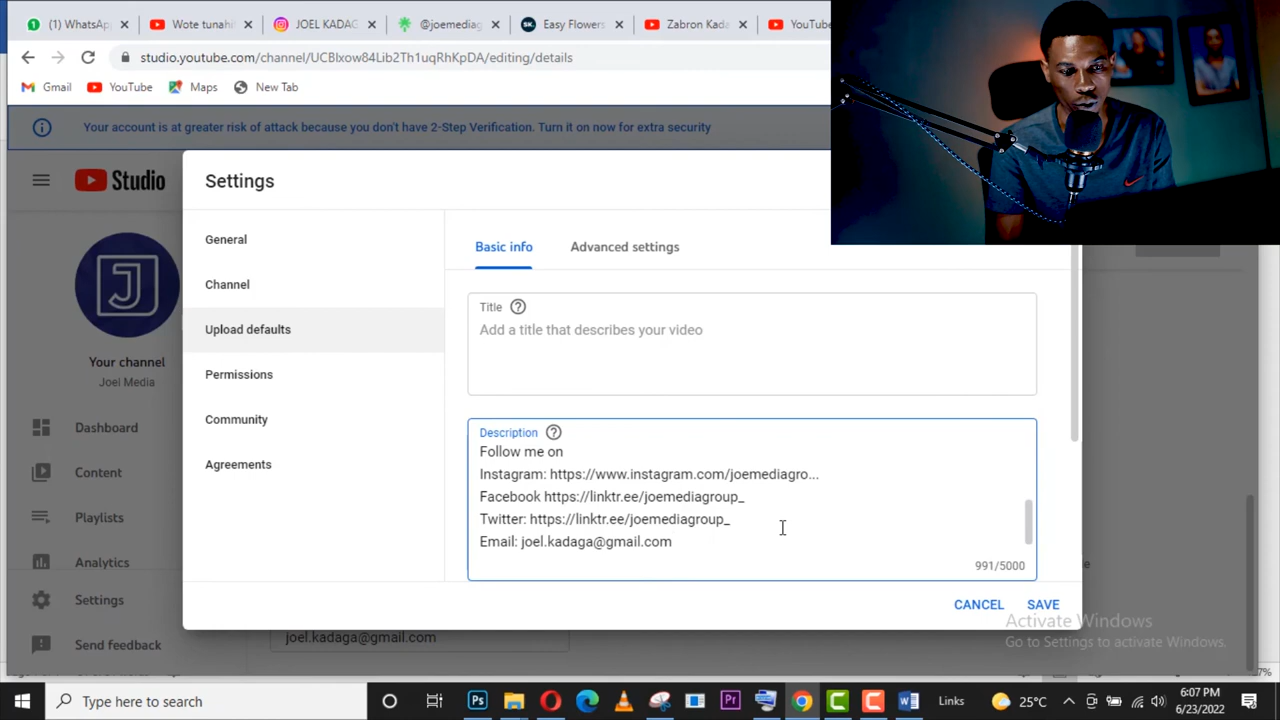 (1) WhatsA
Wote tunahi
JOEL KADAG
@joemediag
Easy Flowers
Zabron Kada
YouTube
studio.youtube.com/channel/UCBlxow84Lib2Th1uqRhKpDA/editing/details
Gmail
YouTube
Maps
New Tab
Your account is at greater risk of attack because you don't have 2-Step Verification. Turn it on now for extra security
Studio
Settings
General
Channel
Upload defaults
Permissions
Community
Agreements
Basic info
Advanced settings
Title
Add a title that describes your video
Description
Follow me on
Instagram: https://www.instagram.com/joemediagro...
Facebook https://linktr.ee/joemediagroup_
Twitter: https://linktr.ee/joemediagroup_
Email: joel.kadaga@gmail.com
991/5000
CANCEL
SAVE
Your channel
Joel Media
Dashboard
Content
Playlists
Analytics
Settings
Send feedback
joel.kadaga@gmail.com
Activate Windows
Go to Settings to activate Windows.
Type here to search
Ps
Pr
Links
25°C
6:07 PM
6/23/2022